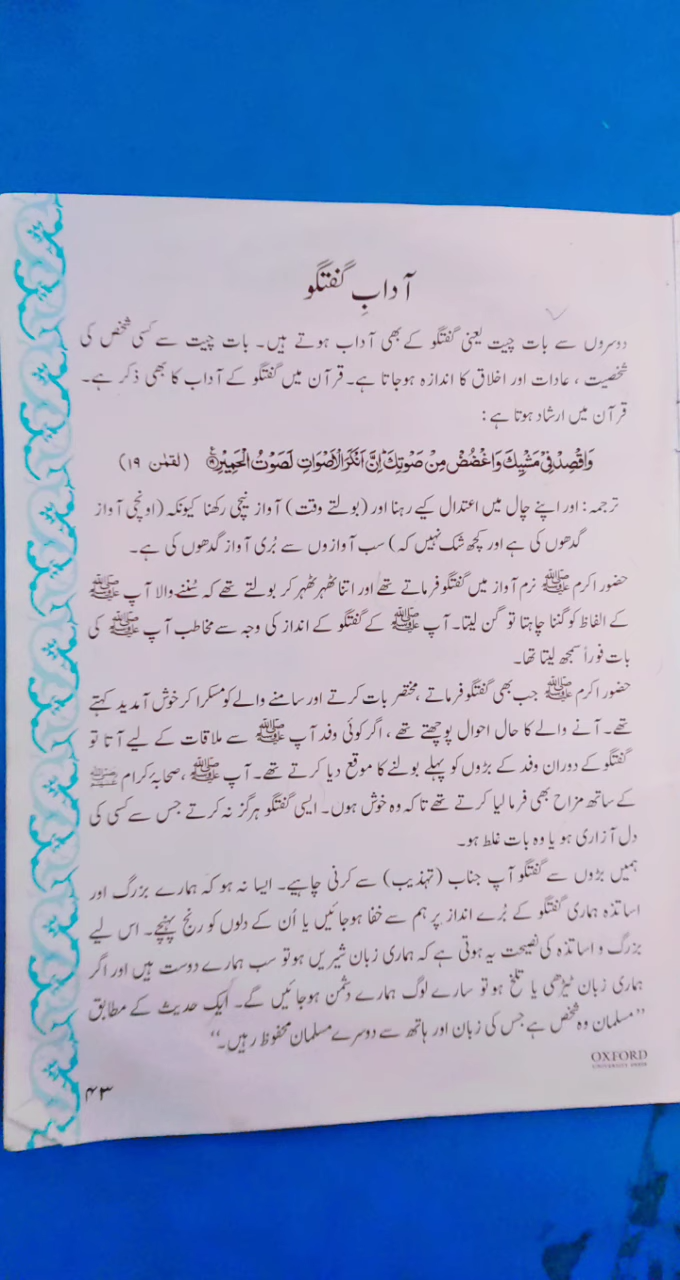 آدابِ گفتگو
دوسروں سے بات چیت یعنی گفتگو کے بھی آداب ہوتے ہیں۔ بات چیت سے کسی شخص کی
شخصیت ، عادات اور اخلاق کا اندازہ ہوجاتا ہے۔ قرآن میں گفتگو کے آداب کا بھی ذکر ہے۔
قرآن میں ارشاد ہوتا ہے :
وَاقْصِدْ فِيْ مَشْيِكَ وَاغْضُضْ مِنْ صَوْتِكَ اِنَّ اَنْكَرَ الْاَصْوَاتِ لَصَوْتُ الْحَمِيْرِ (لقمٰن ۱۹)
ترجمہ: اور اپنے چال میں اعتدال کیے رہنا اور (بولتے وقت) آواز نیچی رکھنا کیونکہ (اونچی آواز
گدھوں کی ہے اور کچھ شک نہیں کہ) سب آوازوں سے بُری آواز گدھوں کی ہے۔
حضور اکرم ﷺ نرم آواز میں گفتگو فرماتے تھے اور اتنا ٹھہر ٹھہر کر بولتے تھے کہ سُننے والا آپ ﷺ
کے الفاظ کو گننا چاہتا تو گن لیتا۔ آپ ﷺ کے گفتگو کے انداز کی وجہ سے مخاطب آپ ﷺ کی
بات فوراً سمجھ لیتا تھا۔
حضور اکرم ﷺ جب بھی گفتگو فرماتے ، مختصر بات کرتے اور سامنے والے کو مسکرا کر خوش آمدید کہتے
تھے۔ آنے والے کا حال احوال پوچھتے تھے ، اگر کوئی وفد آپ ﷺ سے ملاقات کے لیے آتا تو
گفتگو کے دوران وفد کے بڑوں کو پہلے بولنے کا موقع دیا کرتے تھے۔ آپ ﷺ ، صحابۂ کرام
کے ساتھ مزاح بھی فرما لیا کرتے تھے تاکہ وہ خوش ہوں۔ ایسی گفتگو ہرگز نہ کرتے جس سے کسی کی
دل آزاری ہو یا وہ بات غلط ہو۔
ہمیں بڑوں سے گفتگو آپ جناب (تہذیب) سے کرنی چاہیے۔ ایسا نہ ہو کہ ہمارے بزرگ اور
اساتذہ ہماری گفتگو کے بُرے انداز پر ہم سے خفا ہوجائیں یا اُن کے دلوں کو رنج پہنچے۔ اس لیے
بزرگ و اساتذہ کی نصیحت یہ ہوتی ہے کہ ہماری زبان شیریں ہو تو سب ہمارے دوست ہیں اور اگر
ہماری زبان ٹیڑھی یا تلخ ہو تو سارے لوگ ہمارے دشمن ہوجائیں گے۔ ایک حدیث کے مطابق
”مسلمان وہ شخص ہے جس کی زبان اور ہاتھ سے دوسرے مسلمان محفوظ رہیں۔“
OXFORD
UNIVERSITY PRESS
۴۳